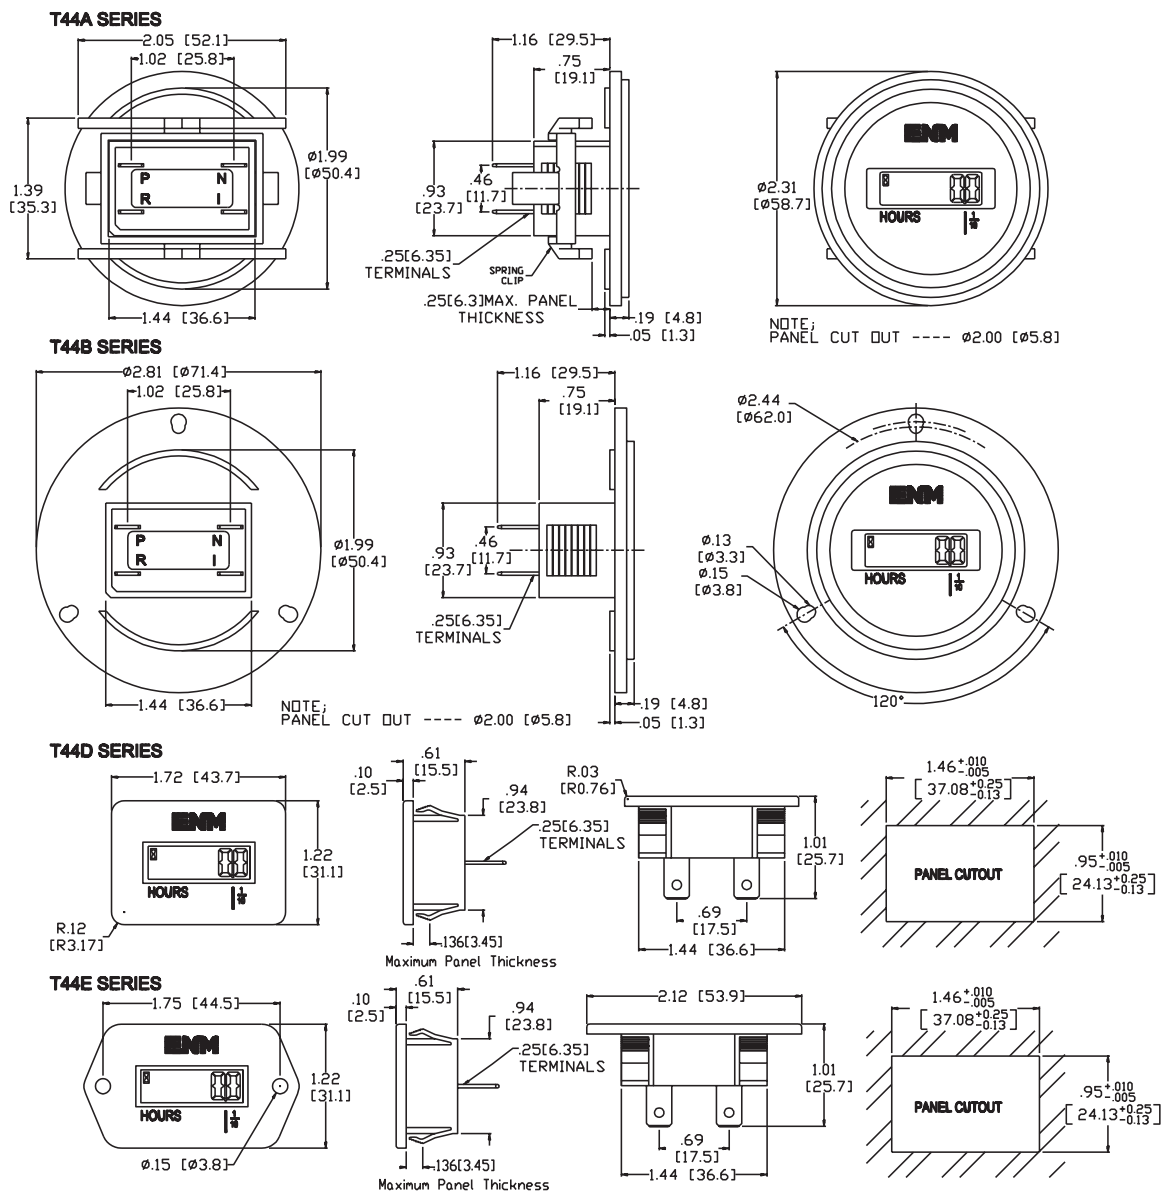 T44A SERIES
2.05 [52.1]
1.02 [25.8]
1.39
[35.3]
P N
R I
ø1.99
[ø50.4]
1.44 [36.6]
1.16 [29.5]
.75
[19.1]
.93
[23.7]
.46
[11.7]
.25[6.35]
TERMINALS
SPRING
CLIP
.25[6.3]MAX. PANEL
THICKNESS
.19 [4.8]
.05 [1.3]
ø2.31
[ø58.7]
ENM
HOURS 1/10
NOTE;
PANEL CUT OUT ---- ø2.00 [ø5.8]
T44B SERIES
ø2.81 [ø71.4]
1.02 [25.8]
P N
R I
ø1.99
[ø50.4]
1.44 [36.6]
NOTE;
PANEL CUT OUT ---- ø2.00 [ø5.8]
1.16 [29.5]
.75
[19.1]
.93
[23.7]
.46
[11.7]
.25[6.35]
TERMINALS
.19 [4.8]
.05 [1.3]
ø2.44
[ø62.0]
ø.13
[ø3.3]
ø.15
[ø3.8]
ENM
HOURS 1/10
120°
T44D SERIES
1.72 [43.7]
ENM
HOURS 1/10
1.22
[31.1]
R.12
[R3.17]
.10
[2.5]
.61
[15.5]
.94
[23.8]
.25[6.35]
TERMINALS
.136[3.45]
Maximum Panel Thickness
R.03
[R0.76]
1.01
[25.7]
.69
[17.5]
1.44 [36.6]
1.46 +.010 -.005
[37.08 +0.25 -0.13]
PANEL CUTOUT
.95 +.010 -.005
[24.13 +0.25 -0.13]
T44E SERIES
1.75 [44.5]
ENM
HOURS 1/10
1.22
[31.1]
ø.15 [ø3.8]
.10
[2.5]
.61
[15.5]
.94
[23.8]
.25[6.35]
TERMINALS
.136[3.45]
Maximum Panel Thickness
2.12 [53.9]
1.01
[25.7]
.69
[17.5]
1.44 [36.6]
1.46 +.010 -.005
[37.08 +0.25 -0.13]
PANEL CUTOUT
.95 +.010 -.005
[24.13 +0.25 -0.13]